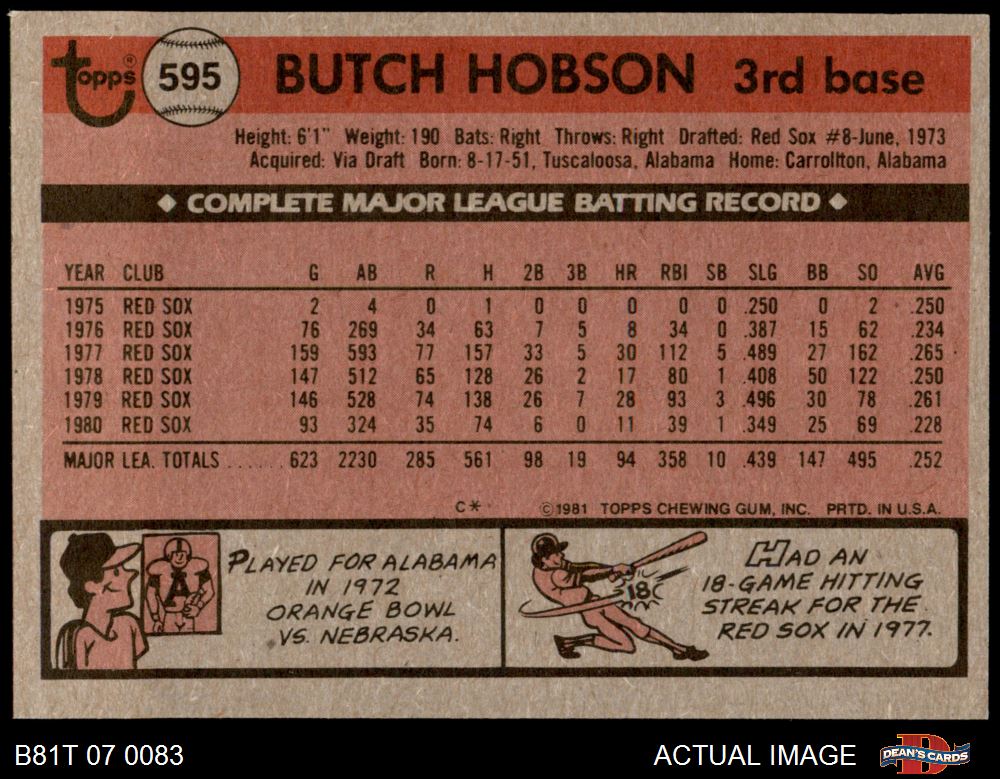 Topps® 595 BUTCH HOBSON 3rd base
Height: 6'1" Weight: 190 Bats: Right Throws: Right Drafted: Red Sox #8-June, 1973
Acquired: Via Draft Born: 8-17-51, Tuscaloosa, Alabama Home: Carrollton, Alabama
◆ COMPLETE MAJOR LEAGUE BATTING RECORD ◆
YEAR CLUB G AB R H 2B 3B HR RBI SB SLG BB SO AVG
1975 RED SOX 2 4 0 1 0 0 0 0 0 .250 0 2 .250
1976 RED SOX 76 269 34 63 7 5 8 34 0 .387 15 62 .234
1977 RED SOX 159 593 77 157 33 5 30 112 5 .489 27 162 .265
1978 RED SOX 147 512 65 128 26 2 17 80 1 .408 50 122 .250
1979 RED SOX 146 528 74 138 26 7 28 93 3 .496 30 78 .261
1980 RED SOX 93 324 35 74 6 0 11 39 1 .349 25 69 .228
MAJOR LEA. TOTALS ...... 623 2230 285 561 98 19 94 358 10 .439 147 495 .252
C* ©1981 TOPPS CHEWING GUM, INC. PRTD. IN U.S.A.
A
PLAYED FOR ALABAMA
IN 1972
ORANGE BOWL
VS. NEBRASKA.
18
HAD AN
18-GAME HITTING
STREAK FOR THE
RED SOX IN 1977.
B81T 07 0083 ACTUAL IMAGE DEAN'S CARDS